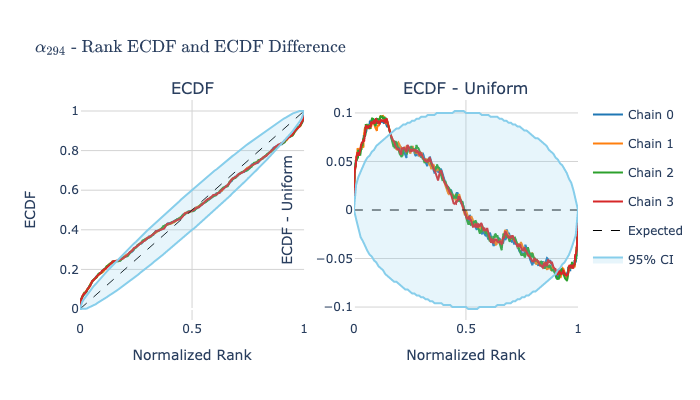 α₂₉₄ - Rank ECDF and ECDF Difference
ECDF
ECDF - Uniform
1
0.8
0.6
0.4
0.2
0
0
0.5
1
ECDF
Normalized Rank
0.1
0.05
0
−0.05
−0.1
0
0.5
1
ECDF - Uniform
Normalized Rank
Chain 0
Chain 1
Chain 2
Chain 3
Expected
95% CI